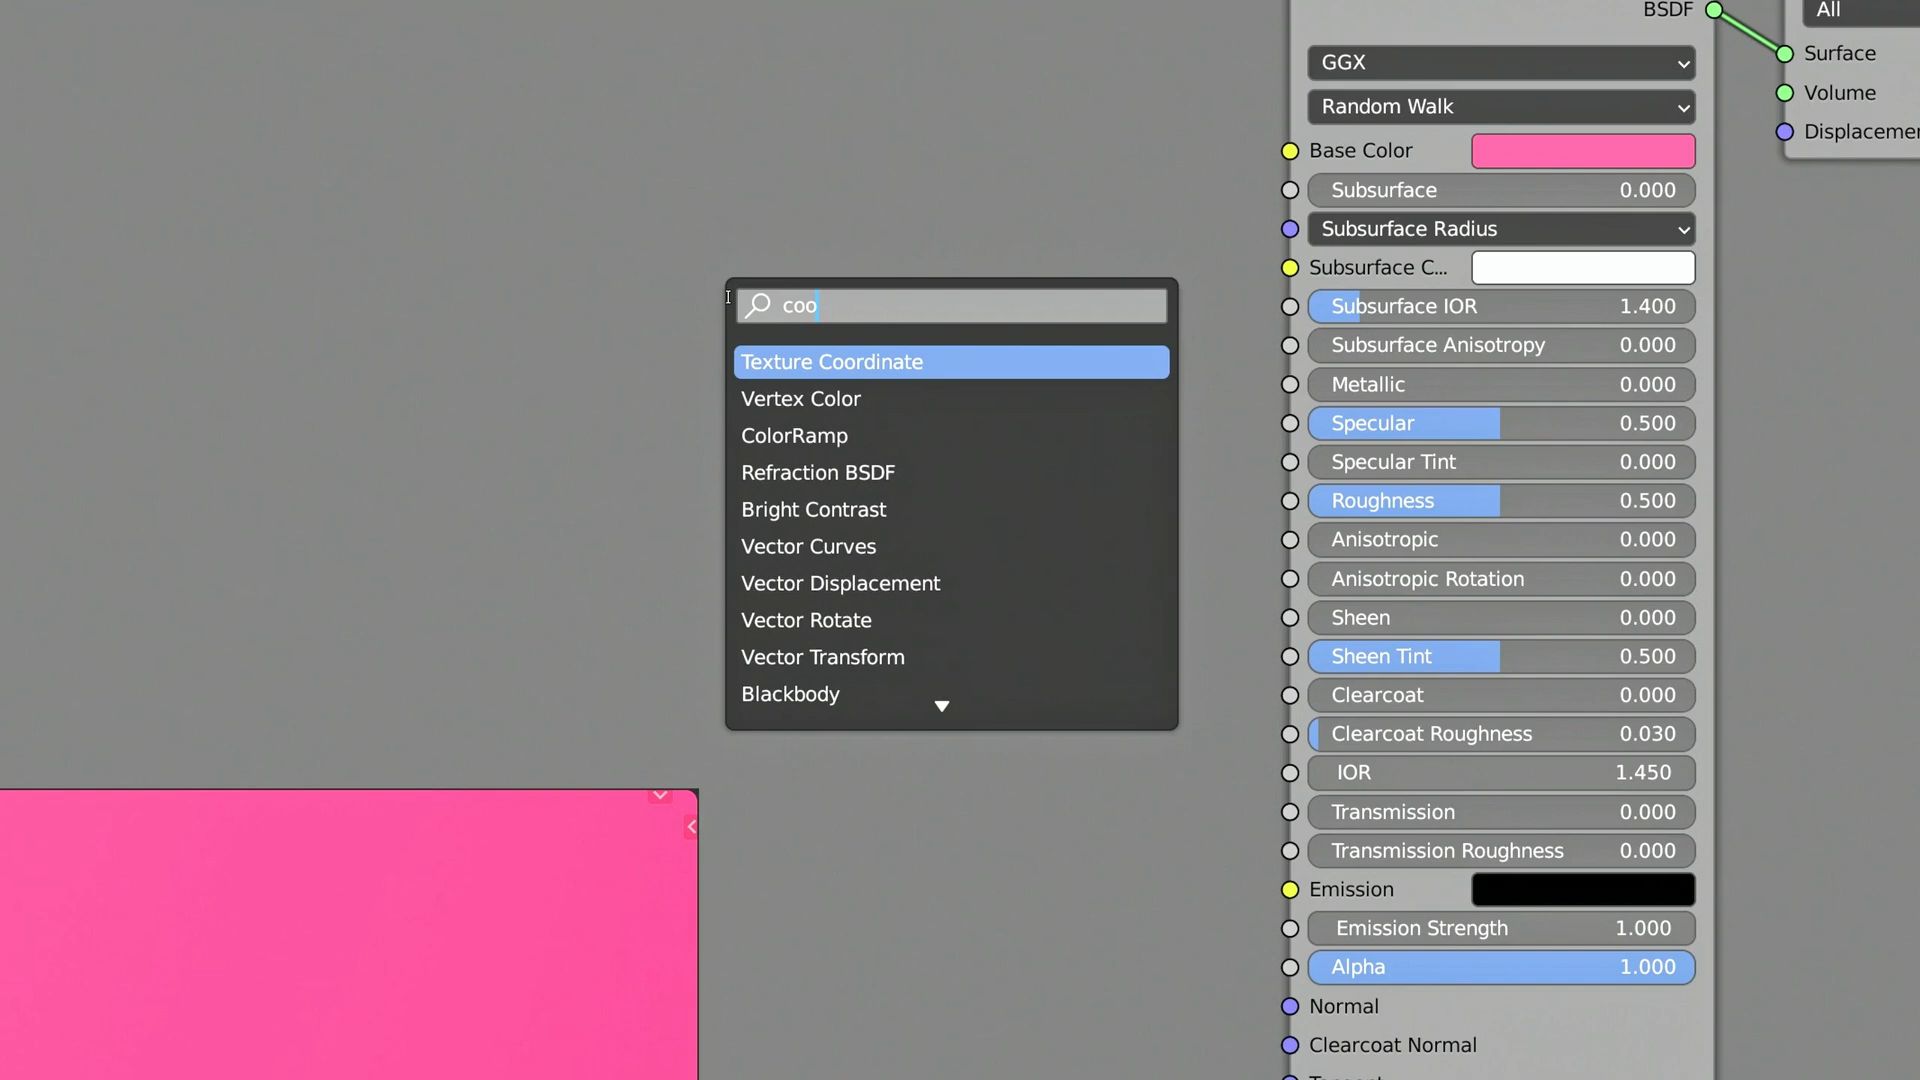 BSDF
All
GGX
Surface
Random Walk
Volume
Displacemen
Base Color
Subsurface 0.000
Subsurface Radius
Subsurface C...
Subsurface IOR 1.400
Subsurface Anisotropy 0.000
Metallic 0.000
Specular 0.500
Specular Tint 0.000
Roughness 0.500
Anisotropic 0.000
Anisotropic Rotation 0.000
Sheen 0.000
Sheen Tint 0.500
Clearcoat 0.000
Clearcoat Roughness 0.030
IOR 1.450
Transmission 0.000
Transmission Roughness 0.000
Emission
Emission Strength 1.000
Alpha 1.000
Normal
Clearcoat Normal
coo
Texture Coordinate
Vertex Color
ColorRamp
Refraction BSDF
Bright Contrast
Vector Curves
Vector Displacement
Vector Rotate
Vector Transform
Blackbody